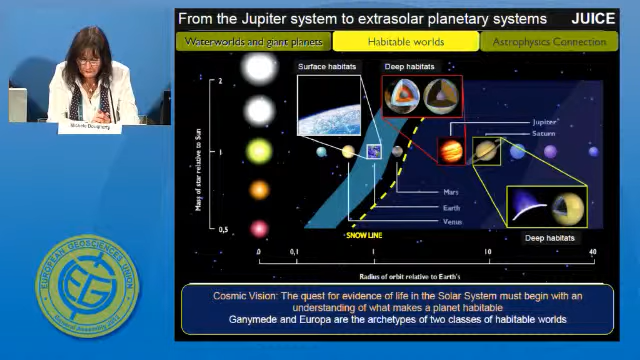 From the Jupiter system to extrasolar planetary systems
JUICE
Waterworlds and giant planets
Habitable worlds
Astrophysics Connection
Surface habitats
Deep habitats
Mass of star relative to Sun
2
1
0,5
Jupiter
Saturn
Mars
Earth
Venus
SNOW LINE
Deep habitats
0
0,1
1
10
40
Radius of orbit relative to Earth's
Cosmic Vision: The quest for evidence of life in the Solar System must begin with an
understanding of what makes a planet habitable
Ganymede and Europa are the archetypes of two classes of habitable worlds
EUROPEAN GEOSCIENCES UNION
EGU
General Assembly
Dougherty